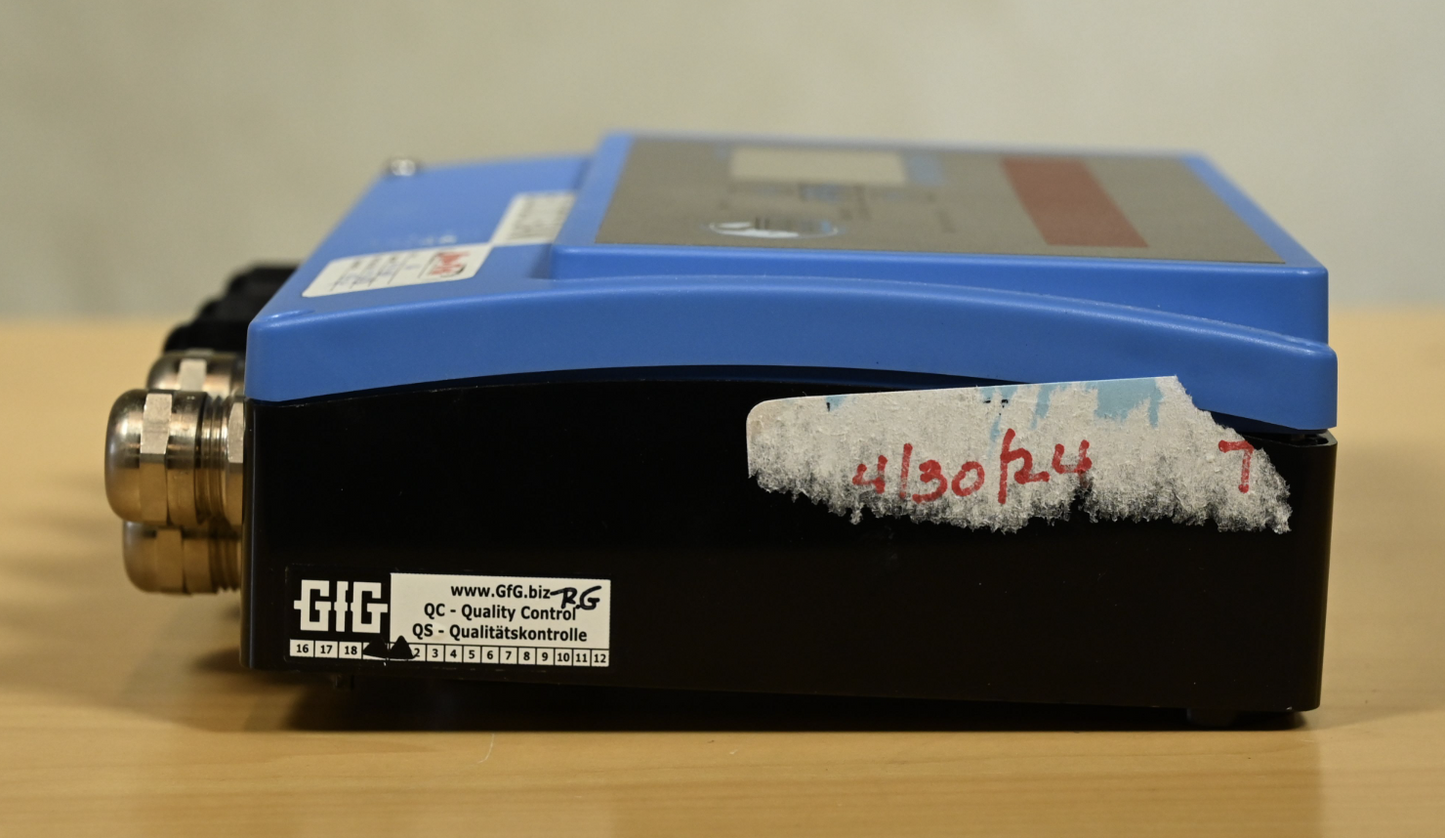 4/30/24 T
GfG
www.GfG.biz
RG
QC - Quality Control
QS - Qualitätskontrolle
16 17 18 2 3 4 5 6 7 8 9 10 11 12